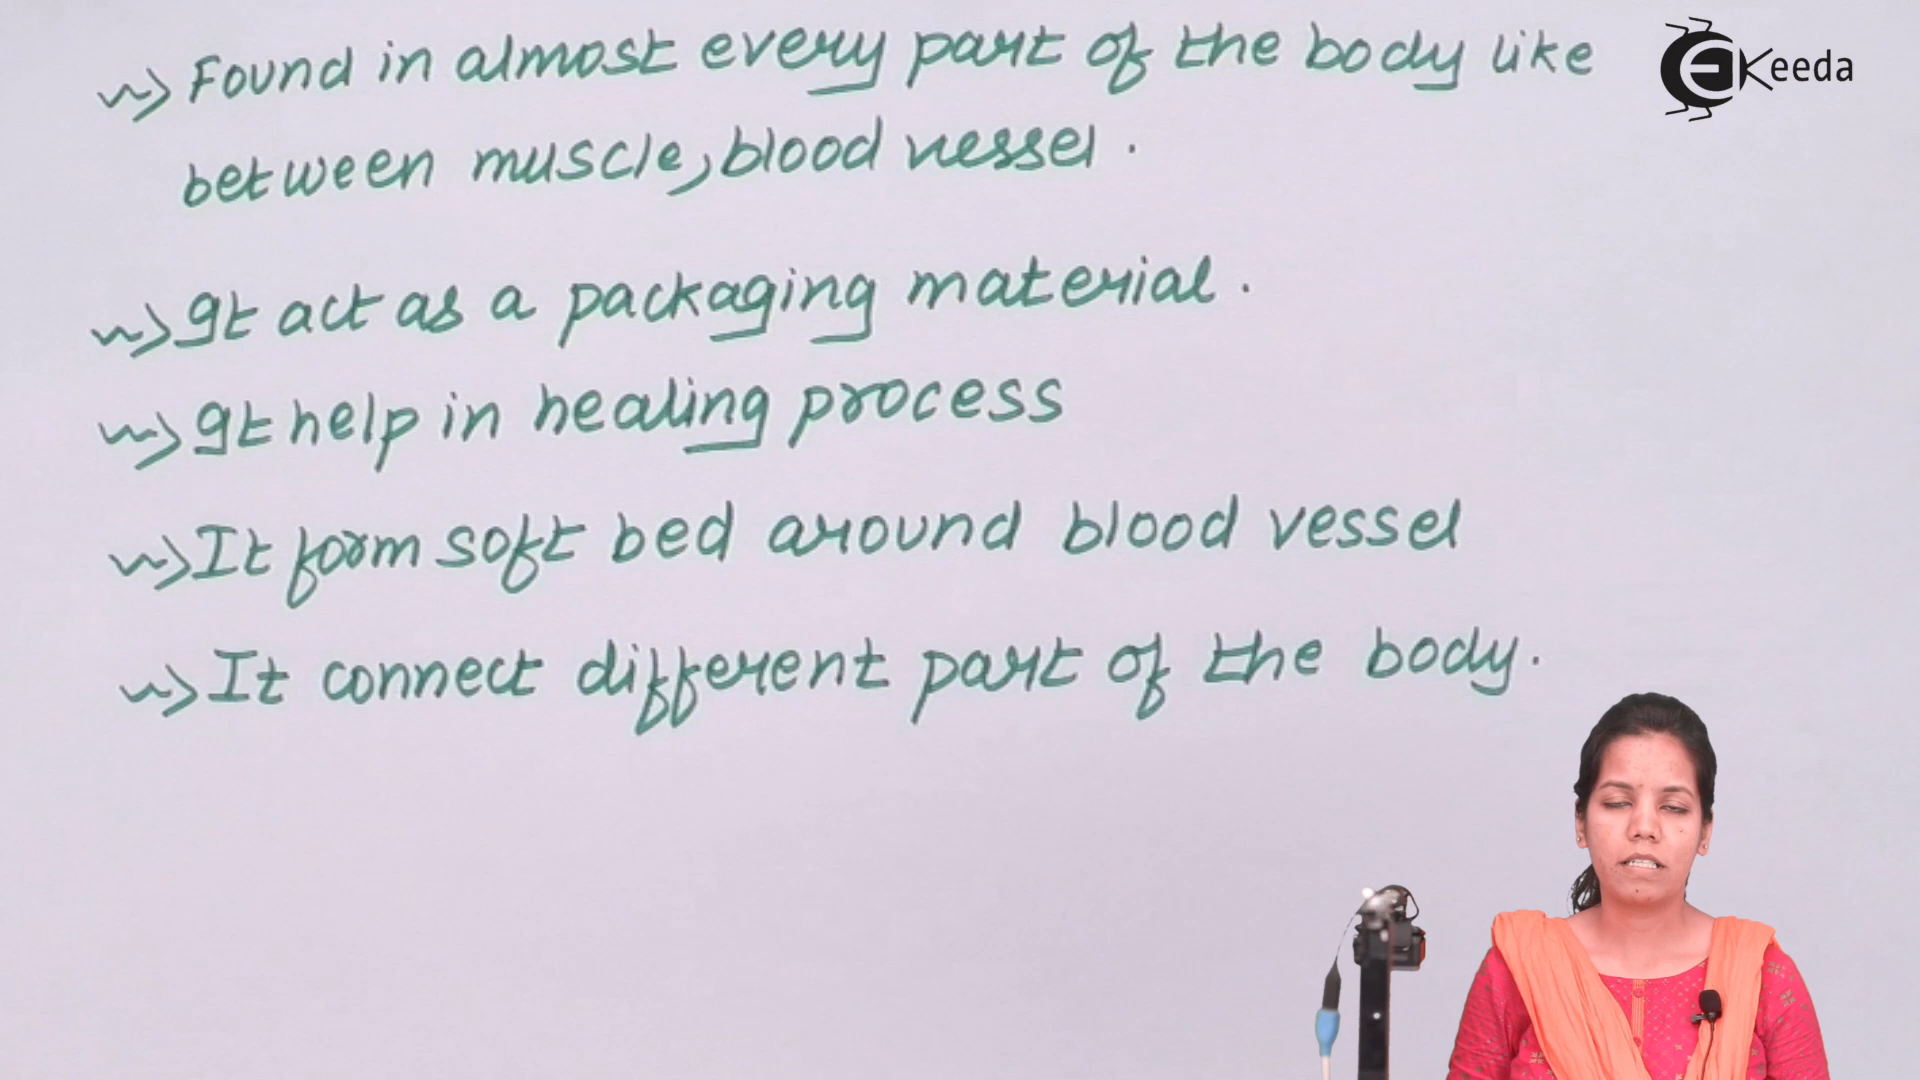 Found in almost every part of the body like
between muscle, blood vessel.
It act as a packaging material.
It help in healing process
It form soft bed around blood vessel
It connect different part of the body.
EKeeda